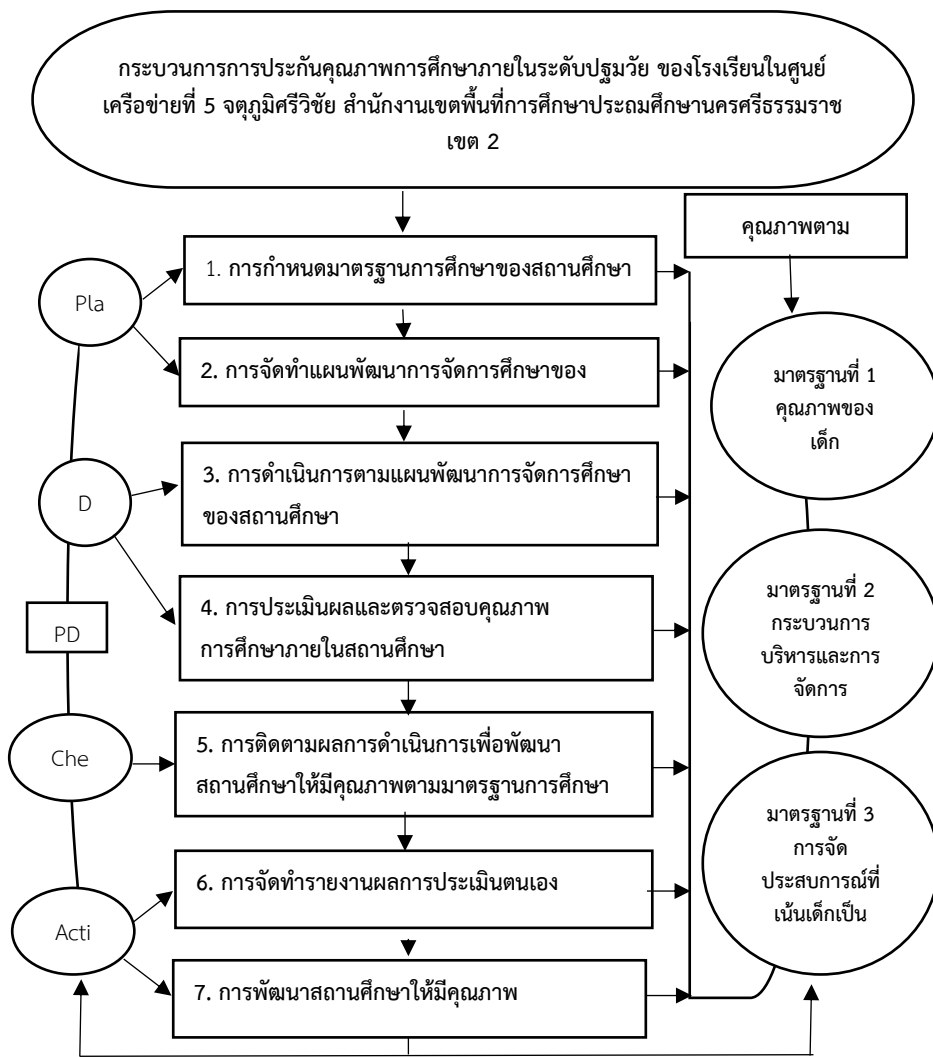 กระบวนการการประกันคุณภาพการศึกษาภายในระดับปฐมวัย ของโรงเรียนในศูนย์
เครือข่ายที่ 5 จตุภูมิศรีวิชัย สำนักงานเขตพื้นที่การศึกษาประถมศึกษานครศรีธรรมราช
เขต 2
คุณภาพตาม
1. การกำหนดมาตรฐานการศึกษาของสถานศึกษา
Pla
2. การจัดทำแผนพัฒนาการจัดการศึกษาของ
มาตรฐานที่ 1
คุณภาพของ
เด็ก
3. การดำเนินการตามแผนพัฒนาการจัดการศึกษา
ของสถานศึกษา
D
4. การประเมินผลและตรวจสอบคุณภาพ
การศึกษาภายในสถานศึกษา
PD
มาตรฐานที่ 2
กระบวนการ
บริหารและการ
จัดการ
5. การติดตามผลการดำเนินการเพื่อพัฒนา
สถานศึกษาให้มีคุณภาพตามมาตรฐานการศึกษา
Che
มาตรฐานที่ 3
การจัด
ประสบการณ์ที่
เน้นเด็กเป็น
6. การจัดทำรายงานผลการประเมินตนเอง
Acti
7. การพัฒนาสถานศึกษาให้มีคุณภาพ